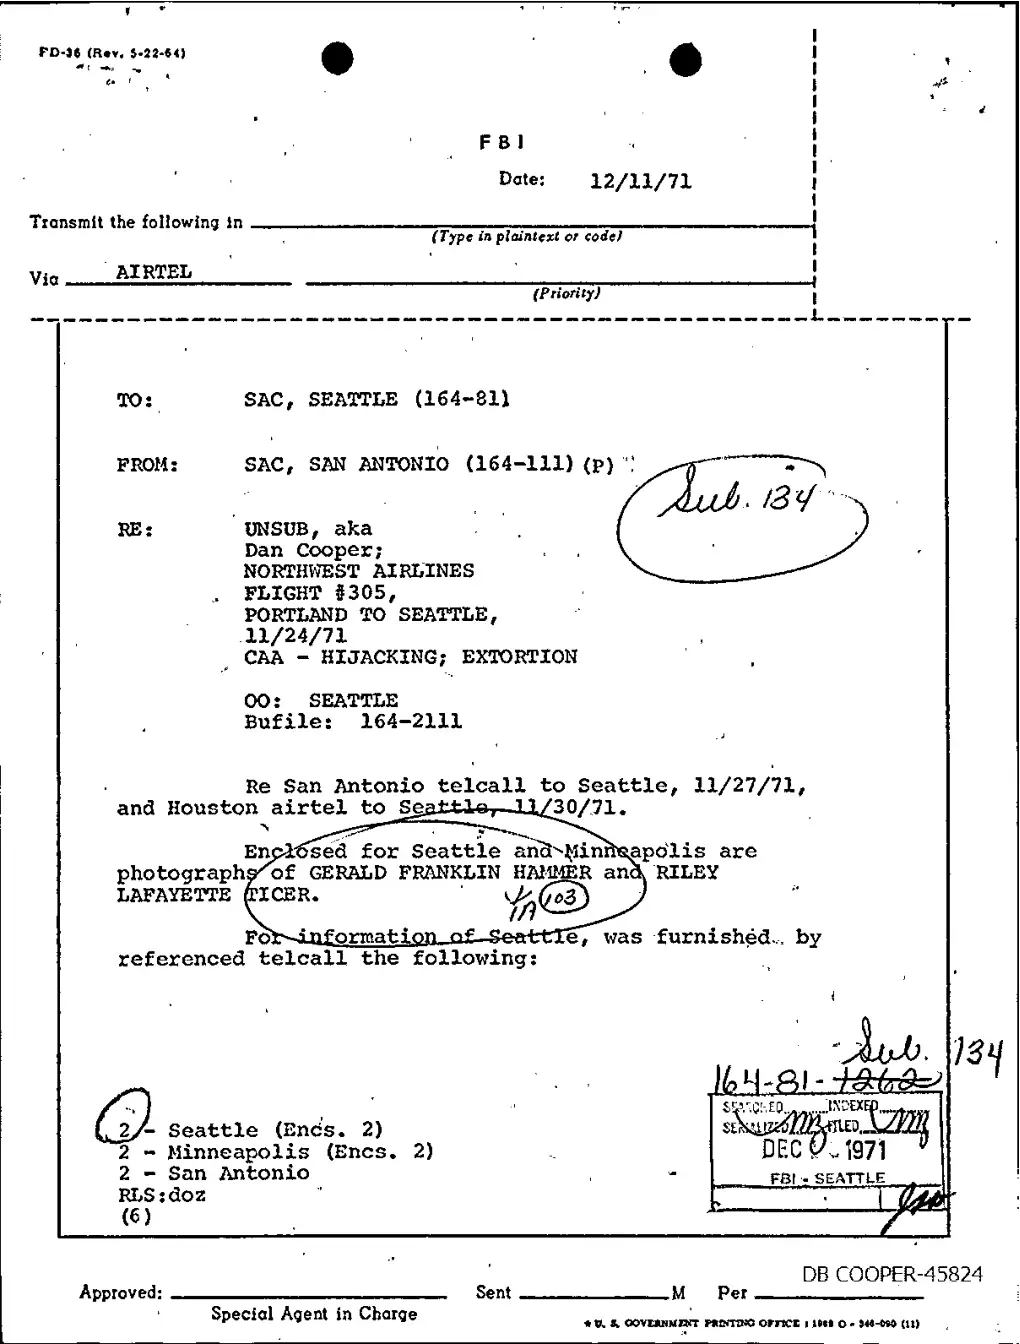 FD-36 (Rev. 5-22-64)
FBI
Date: 12/11/71
Transmit the following in
(Type in plaintext or code)
Via AIRTEL
(Priority)
TO: SAC, SEATTLE (164-81)
FROM: SAC, SAN ANTONIO (164-111) (P)
Sub. 134
RE: UNSUB, aka
Dan Cooper;
NORTHWEST AIRLINES
FLIGHT #305,
PORTLAND TO SEATTLE,
11/24/71
CAA - HIJACKING; EXTORTION
OO: SEATTLE
Bufile: 164-2111
Re San Antonio telcall to Seattle, 11/27/71,
and Houston airtel to Seattle, 11/30/71.
Enclosed for Seattle and Minneapolis are
photographs of GERALD FRANKLIN HAMMER and RILEY
LAFAYETTE TICER.
1A 103
For information of Seattle, was furnished by
referenced telcall the following:
Sub. 134
164-81-1262
SEARCHED INDEXED
SERIALIZED FILED
DEC 1971
FBI - SEATTLE
2 - Seattle (Encs. 2)
2 - Minneapolis (Encs. 2)
2 - San Antonio
RLS:doz
(6)
DB COOPER-45824
Approved: Sent M Per
Special Agent in Charge
★ U. S. GOVERNMENT PRINTING OFFICE : 1969 O - 346-090 (11)